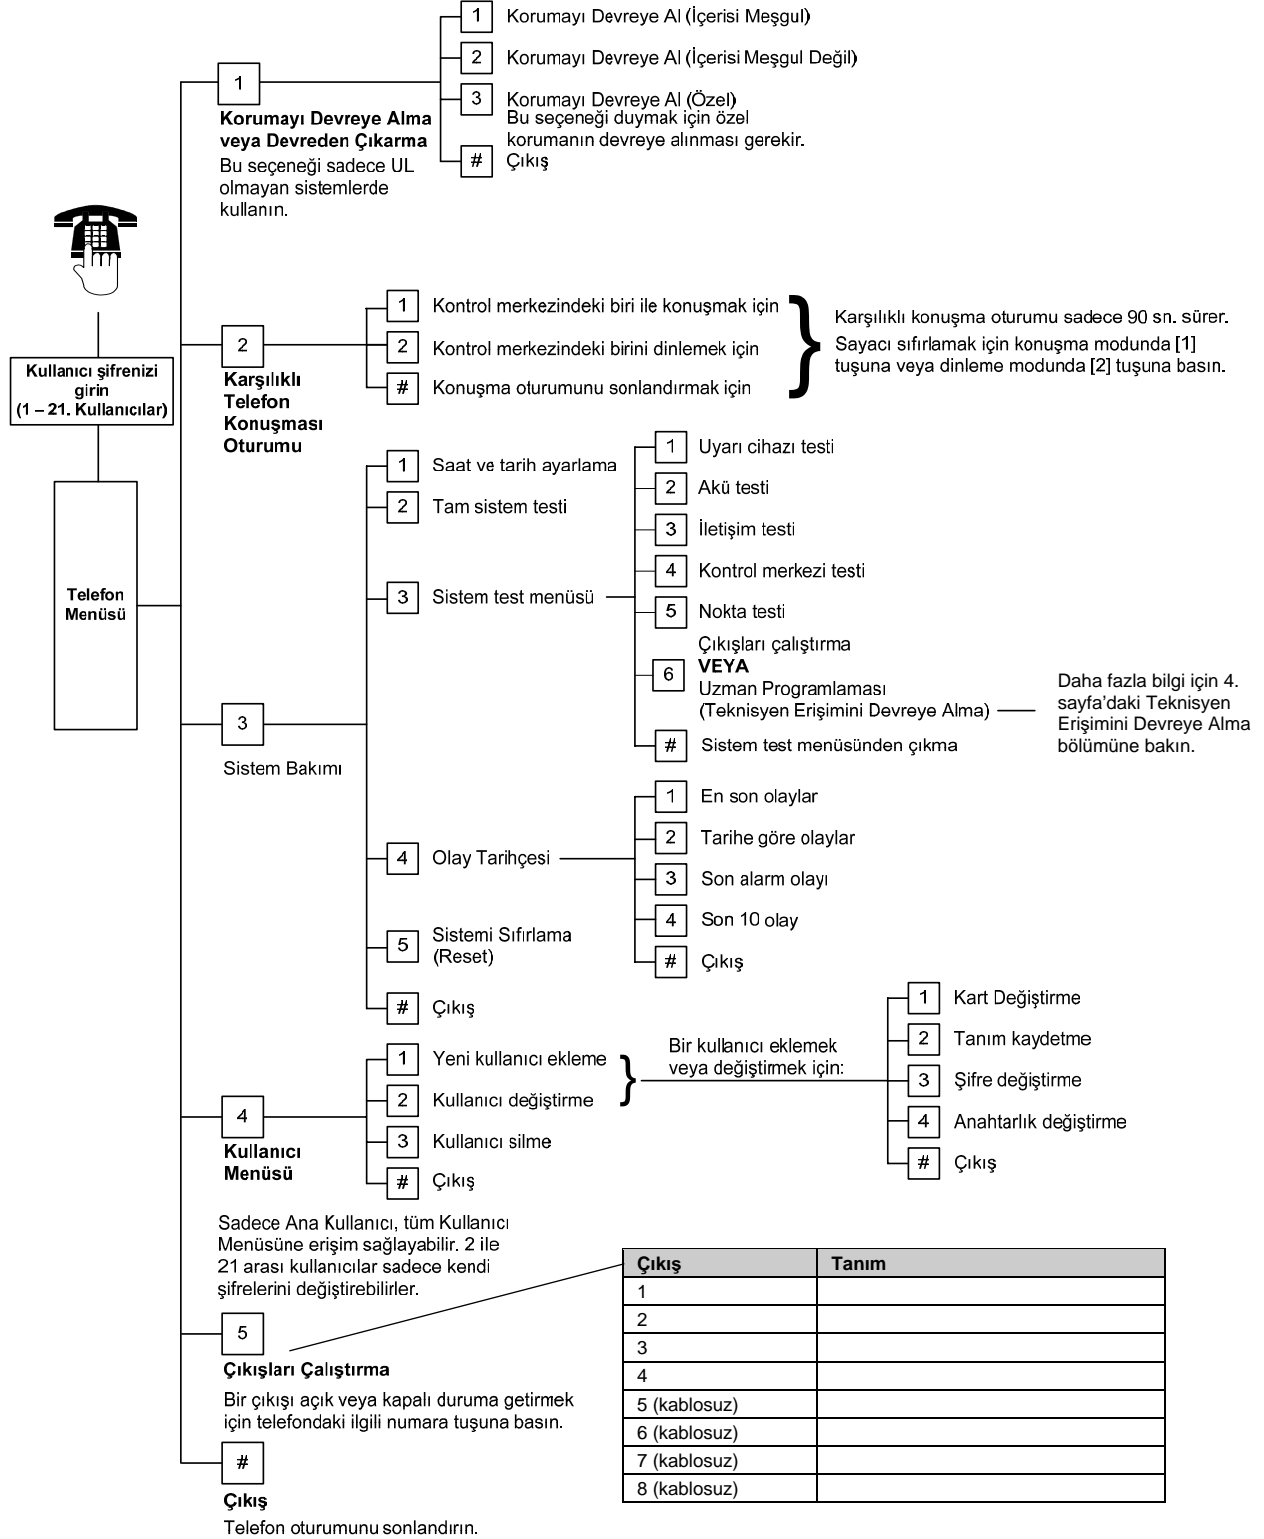 1 Korumayı Devreye Al (İçerisi Meşgul)
2 Korumayı Devreye Al (İçerisi Meşgul Değil)
3 Korumayı Devreye Al (Özel)
Bu seçeneği duymak için özel
korumanın devreye alınması gerekir.
# Çıkış
1
Korumayı Devreye Alma
veya Devreden Çıkarma
Bu seçeneği sadece UL
olmayan sistemlerde
kullanın.
Kullanıcı şifrenizi
girin
(1 – 21. Kullanıcılar)
Telefon
Menüsü
2
Karşılıklı
Telefon
Konuşması
Oturumu
1 Kontrol merkezindeki biri ile konuşmak için
2 Kontrol merkezindeki birini dinlemek için
# Konuşma oturumunu sonlandırmak için
Karşılıklı konuşma oturumu sadece 90 sn. sürer.
Sayacı sıfırlamak için konuşma modunda [1]
tuşuna veya dinleme modunda [2] tuşuna basın.
3
Sistem Bakımı
1 Saat ve tarih ayarlama
2 Tam sistem testi
3 Sistem test menüsü
1 Uyarı cihazı testi
2 Akü testi
3 İletişim testi
4 Kontrol merkezi testi
5 Nokta testi
Çıkışları çalıştırma
6 VEYA
Uzman Programlaması
(Teknisyen Erişimini Devreye Alma)
# Sistem test menüsünden çıkma
Daha fazla bilgi için 4.
sayfa’daki Teknisyen
Erişimini Devreye Alma
bölümüne bakın.
4 Olay Tarihçesi
1 En son olaylar
2 Tarihe göre olaylar
3 Son alarm olayı
4 Son 10 olay
# Çıkış
5 Sistemi Sıfırlama
(Reset)
# Çıkış
4
Kullanıcı
Menüsü
1 Yeni kullanıcı ekleme
2 Kullanıcı değiştirme
3 Kullanıcı silme
# Çıkış
Bir kullanıcı eklemek
veya değiştirmek için:
1 Kart Değiştirme
2 Tanım kaydetme
3 Şifre değiştirme
4 Anahtarlık değiştirme
# Çıkış
Sadece Ana Kullanıcı, tüm Kullanıcı
Menüsüne erişim sağlayabilir. 2 ile
21 arası kullanıcılar sadece kendi
şifrelerini değiştirebilirler.
5
Çıkışları Çalıştırma
Bir çıkışı açık veya kapalı duruma getirmek
için telefondaki ilgili numara tuşuna basın.
#
Çıkış
Telefon oturumunu sonlandırın.
Çıkış Tanım
1
2
3
4
5 (kablosuz)
6 (kablosuz)
7 (kablosuz)
8 (kablosuz)